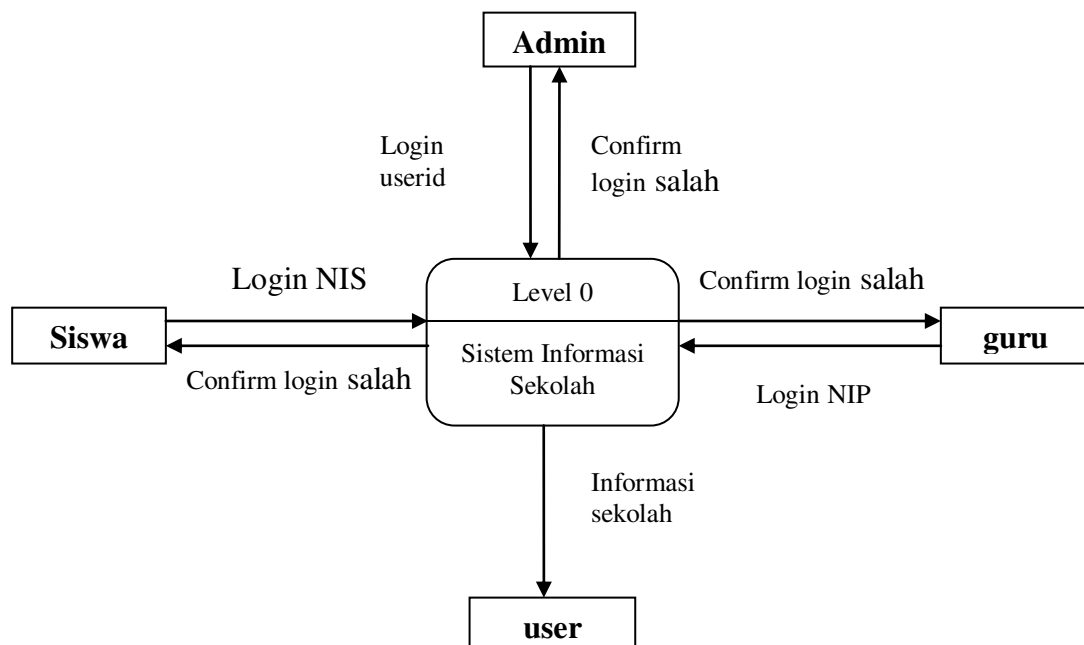 Admin
Login
userid
Confirm
login salah
Login NIS
Level 0
Confirm login salah
Siswa
Sistem Informasi
Sekolah
guru
Confirm login salah
Login NIP
Informasi
sekolah
user